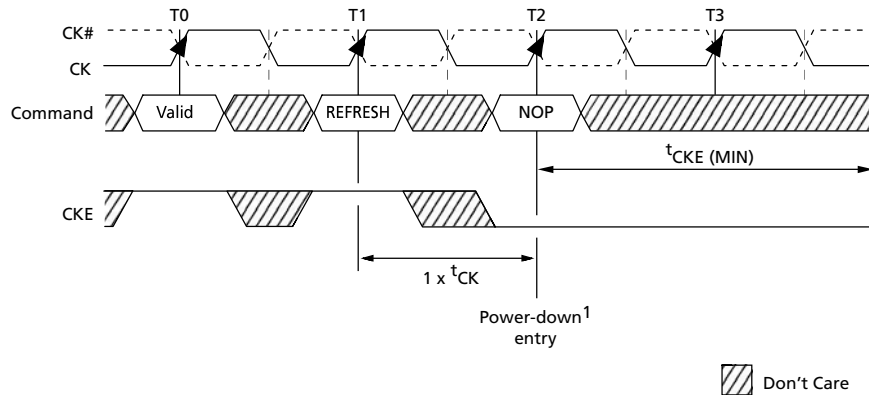 T0 T1 T2 T3
CK#
CK
Command Valid REFRESH NOP
tCKE (MIN)
CKE
1 x tCK
Power-down1
entry
Don't Care